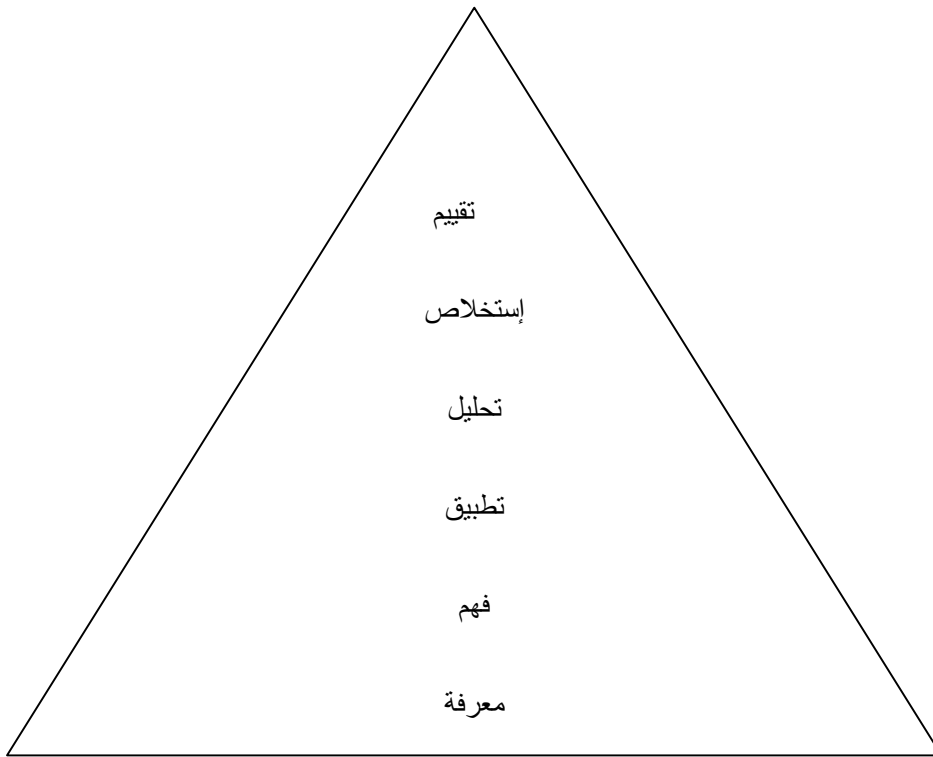 تقييم
إستخلاص
تحليل
تطبيق
فهم
معرفة